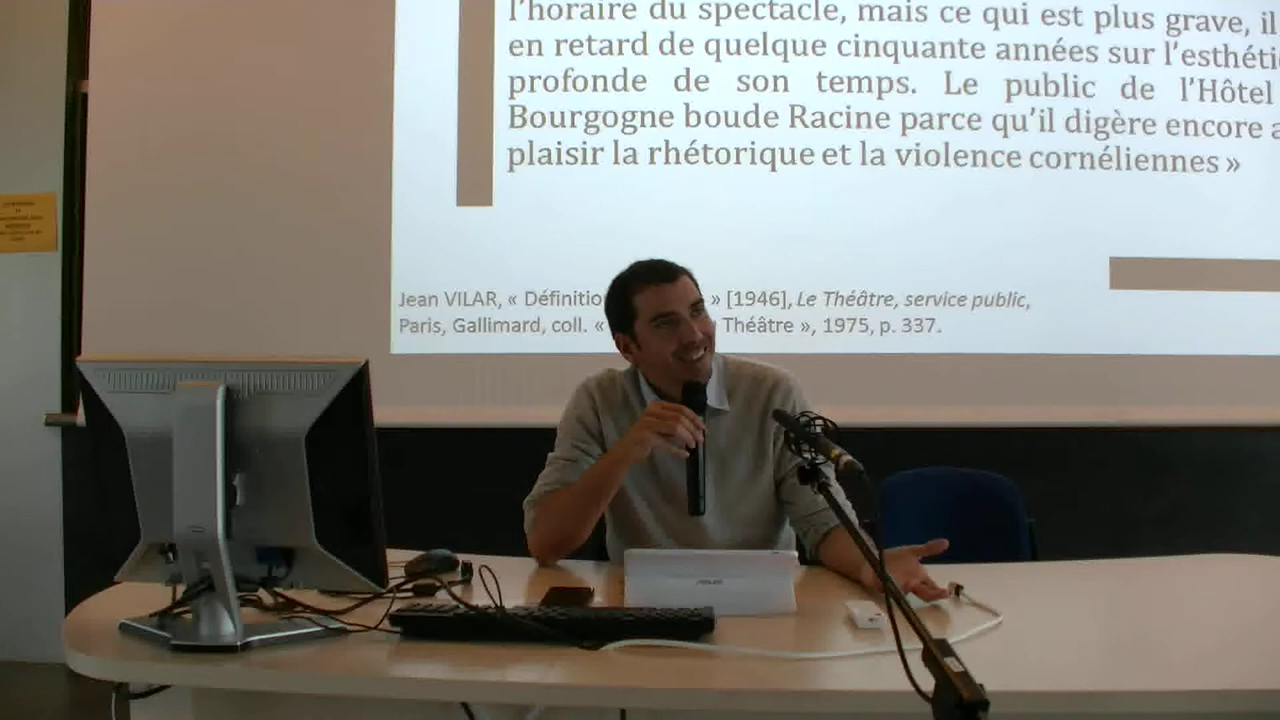 l'horaire du spectacle, mais ce qui est plus grave, il
en retard de quelque cinquante années sur l'esthéti
profonde de son temps. Le public de l'Hôtel
Bourgogne boude Racine parce qu'il digère encore a
plaisir la rhétorique et la violence cornéliennes »
Jean VILAR, « Définitio » [1946], Le Théâtre, service public,
Paris, Gallimard, coll. « Théâtre », 1975, p. 337.
ASUS